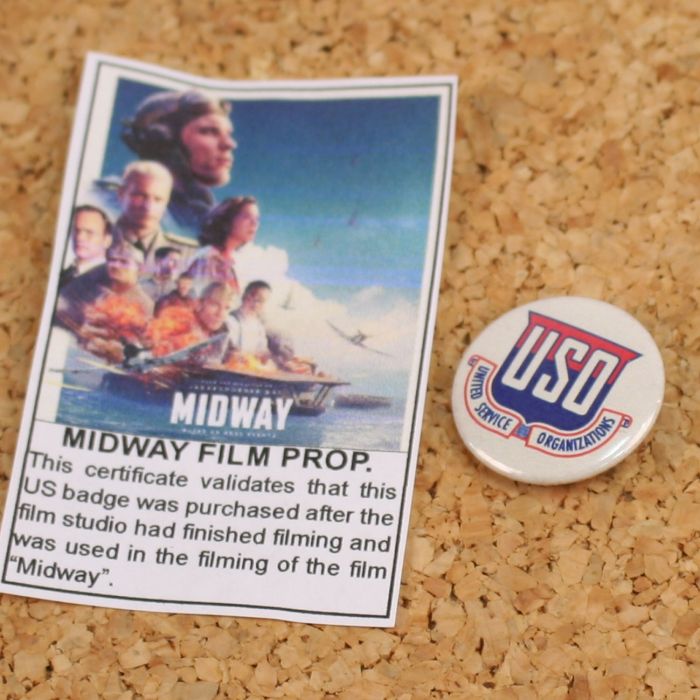 MIDWAY
MIDWAY FILM PROP.
This certificate validates that this
US badge was purchased after the
film studio had finished filming and
was used in the filming of the film
“Midway”.
USO
UNITED SERVICE ORGANIZATIONS